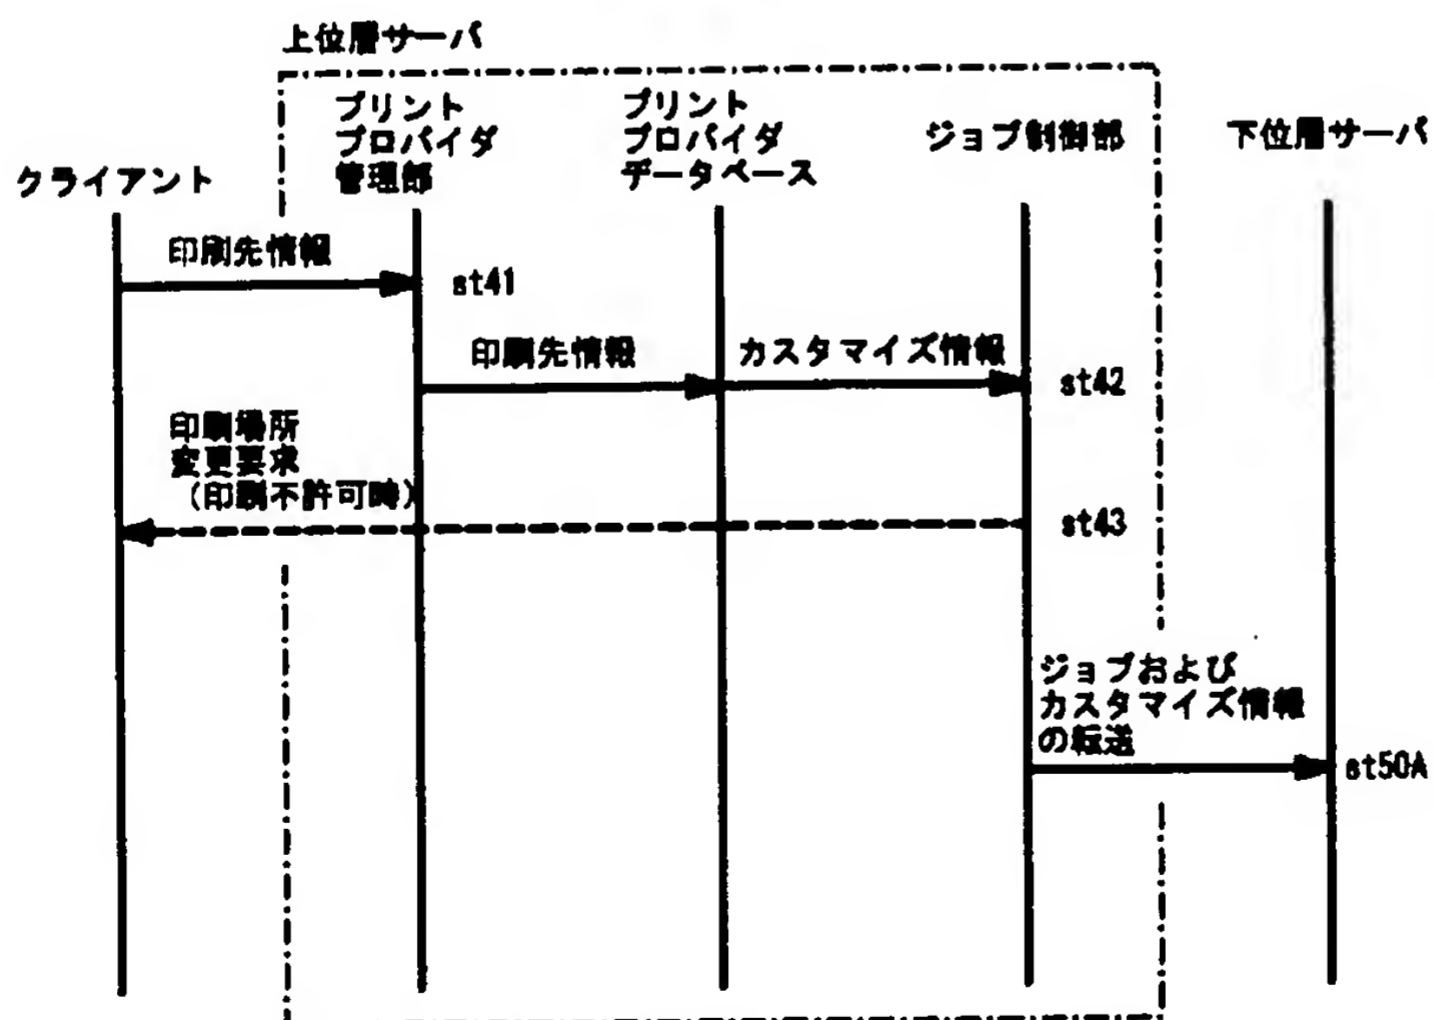 上位層サーバ
クライアント
プリント
プロバイダ
管理部
プリント
プロバイダ
データベース
ジョブ制御部
下位層サーバ
印刷先情報
st41
印刷先情報
カスタマイズ情報
st42
印刷場所
変更要求
（印刷不許可時）
st43
ジョブおよび
カスタマイズ情報
の転送
st50A